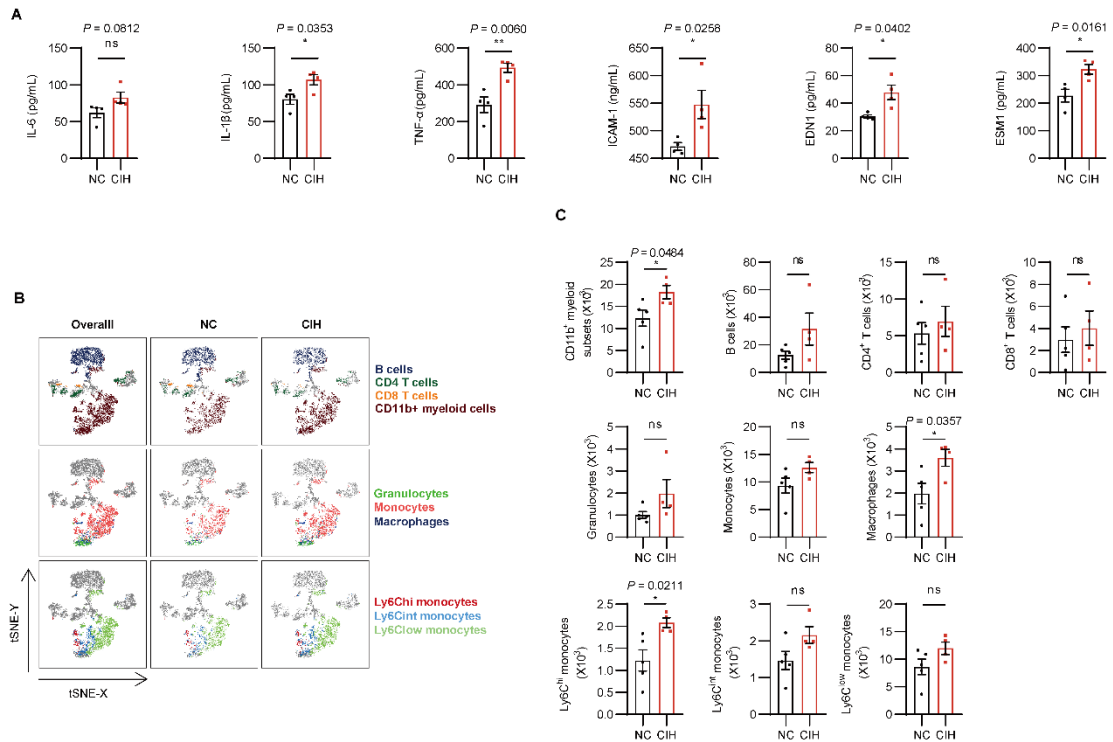 A
P = 0.0812
ns
IL-6 (pg/mL)
150
100
50
0
NC CIH
P = 0.0353
*
IL-1β (pg/mL)
150
100
50
0
NC CIH
P = 0.0060
**
TNF-α (pg/mL)
600
400
200
0
NC CIH
P = 0.0258
*
ICAM-1 (ng/mL)
650
600
550
500
450
NC CIH
P = 0.0402
*
EDN1 (pg/mL)
80
60
40
20
0
NC CIH
P = 0.0161
*
ESM1 (pg/mL)
400
300
200
100
0
NC CIH
B
Overalll NC CIH
B cells
CD4 T cells
CD8 T cells
CD11b+ myeloid cells
Granulocytes
Monocytes
Macrophages
Ly6Chi monocytes
Ly6Cint monocytes
Ly6Clow monocytes
tSNE-Y
tSNE-X
C
P = 0.0484
*
CD11b⁺ myeloid
subsets (X10³)
25
20
15
10
5
0
NC CIH
ns
B cells (X10³)
80
60
40
20
0
NC CIH
ns
CD4⁺ T cells (X10³)
15
10
5
0
NC CIH
ns
CD8⁺ T cells (X10³)
10
8
6
4
2
0
NC CIH
ns
Granulocytes (X10³)
5
4
3
2
1
0
NC CIH
ns
Monocytes (X10³)
20
15
10
5
0
NC CIH
P = 0.0357
*
Macrophages (X10³)
5
4
3
2
1
0
NC CIH
P = 0.0211
*
Ly6Cʰⁱ monocytes
(X10³)
2.5
2.0
1.5
1.0
0.5
0.0
NC CIH
ns
Ly6Cⁱⁿᵗ monocytes
(X10³)
3
2
1
0
NC CIH
ns
Ly6Cˡᵒʷ monocytes
(X10³)
20
15
10
5
0
NC CIH